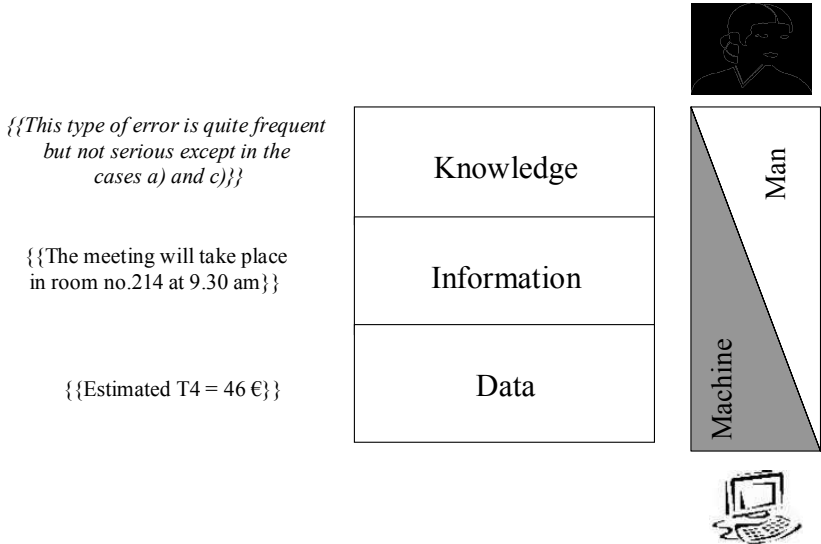 {{This type of error is quite frequent
but not serious except in the
cases a) and c)}}
Knowledge
Man
{{The meeting will take place
in room no.214 at 9.30 am}}
Information
{{Estimated T4 = 46 €}}
Data
Machine